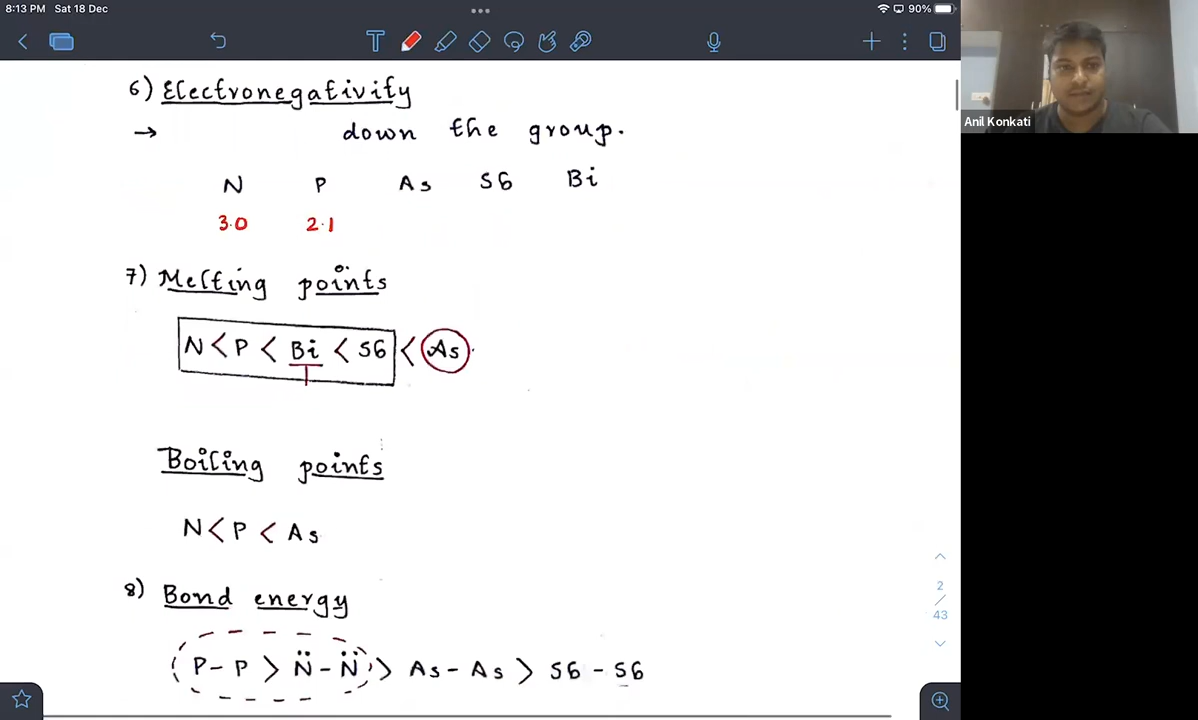 8:13 PM Sat 18 Dec
90%
Anil Konkati
6) Electronegativity
→ down the group.
N P As Sb Bi
3.0 2.1
7) Melting points
N < P < Bi < Sb < As
Boiling points
N < P < As
8) Bond energy
P - P > N̈ - N̈ > As - As > Sb - Sb
2
/
43